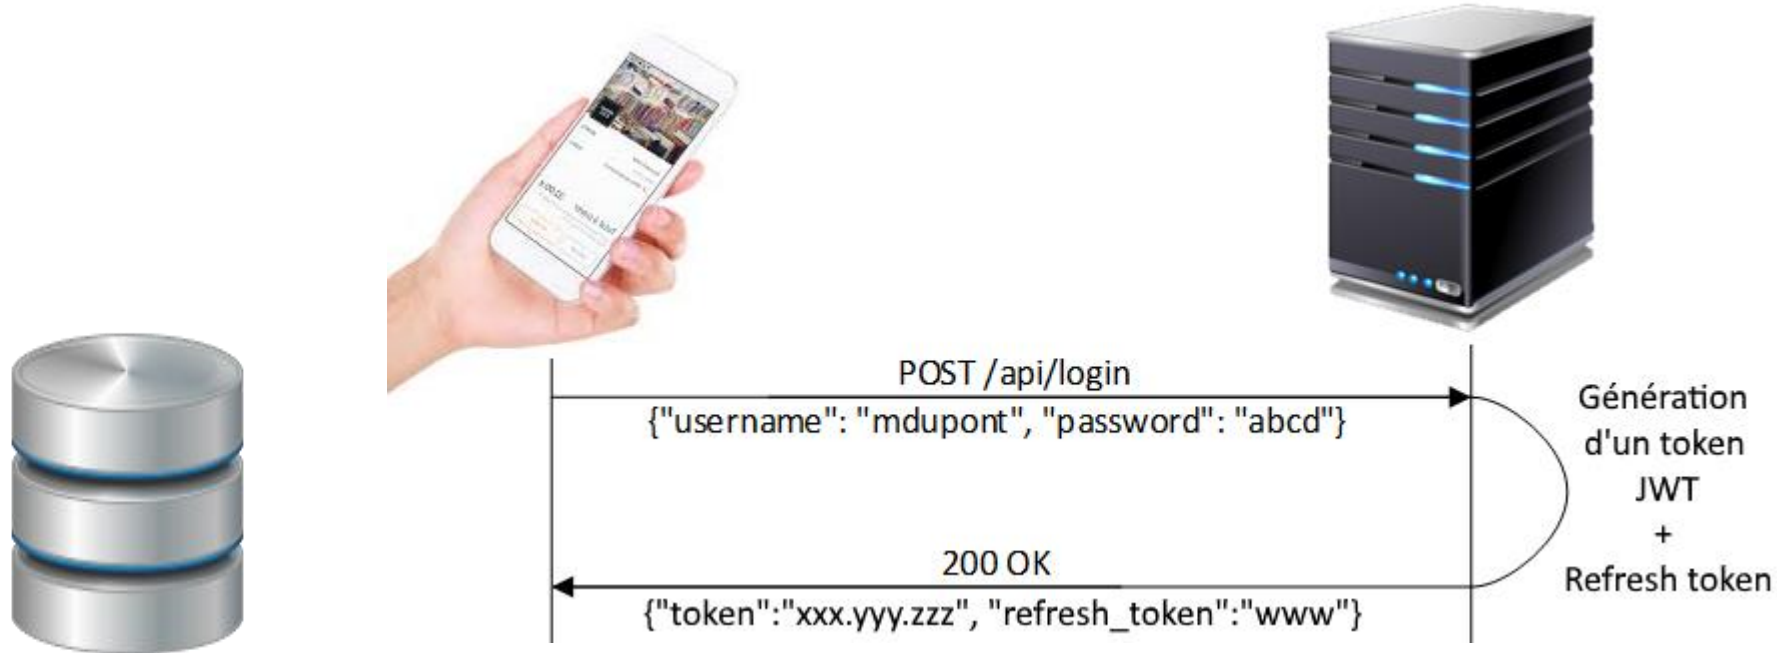 POST /api/login
{"username": "mdupont", "password": "abcd"}
Génération
d'un token
JWT
+
Refresh token
200 OK
{"token":"xxx.yyy.zzz", "refresh_token":"www"}